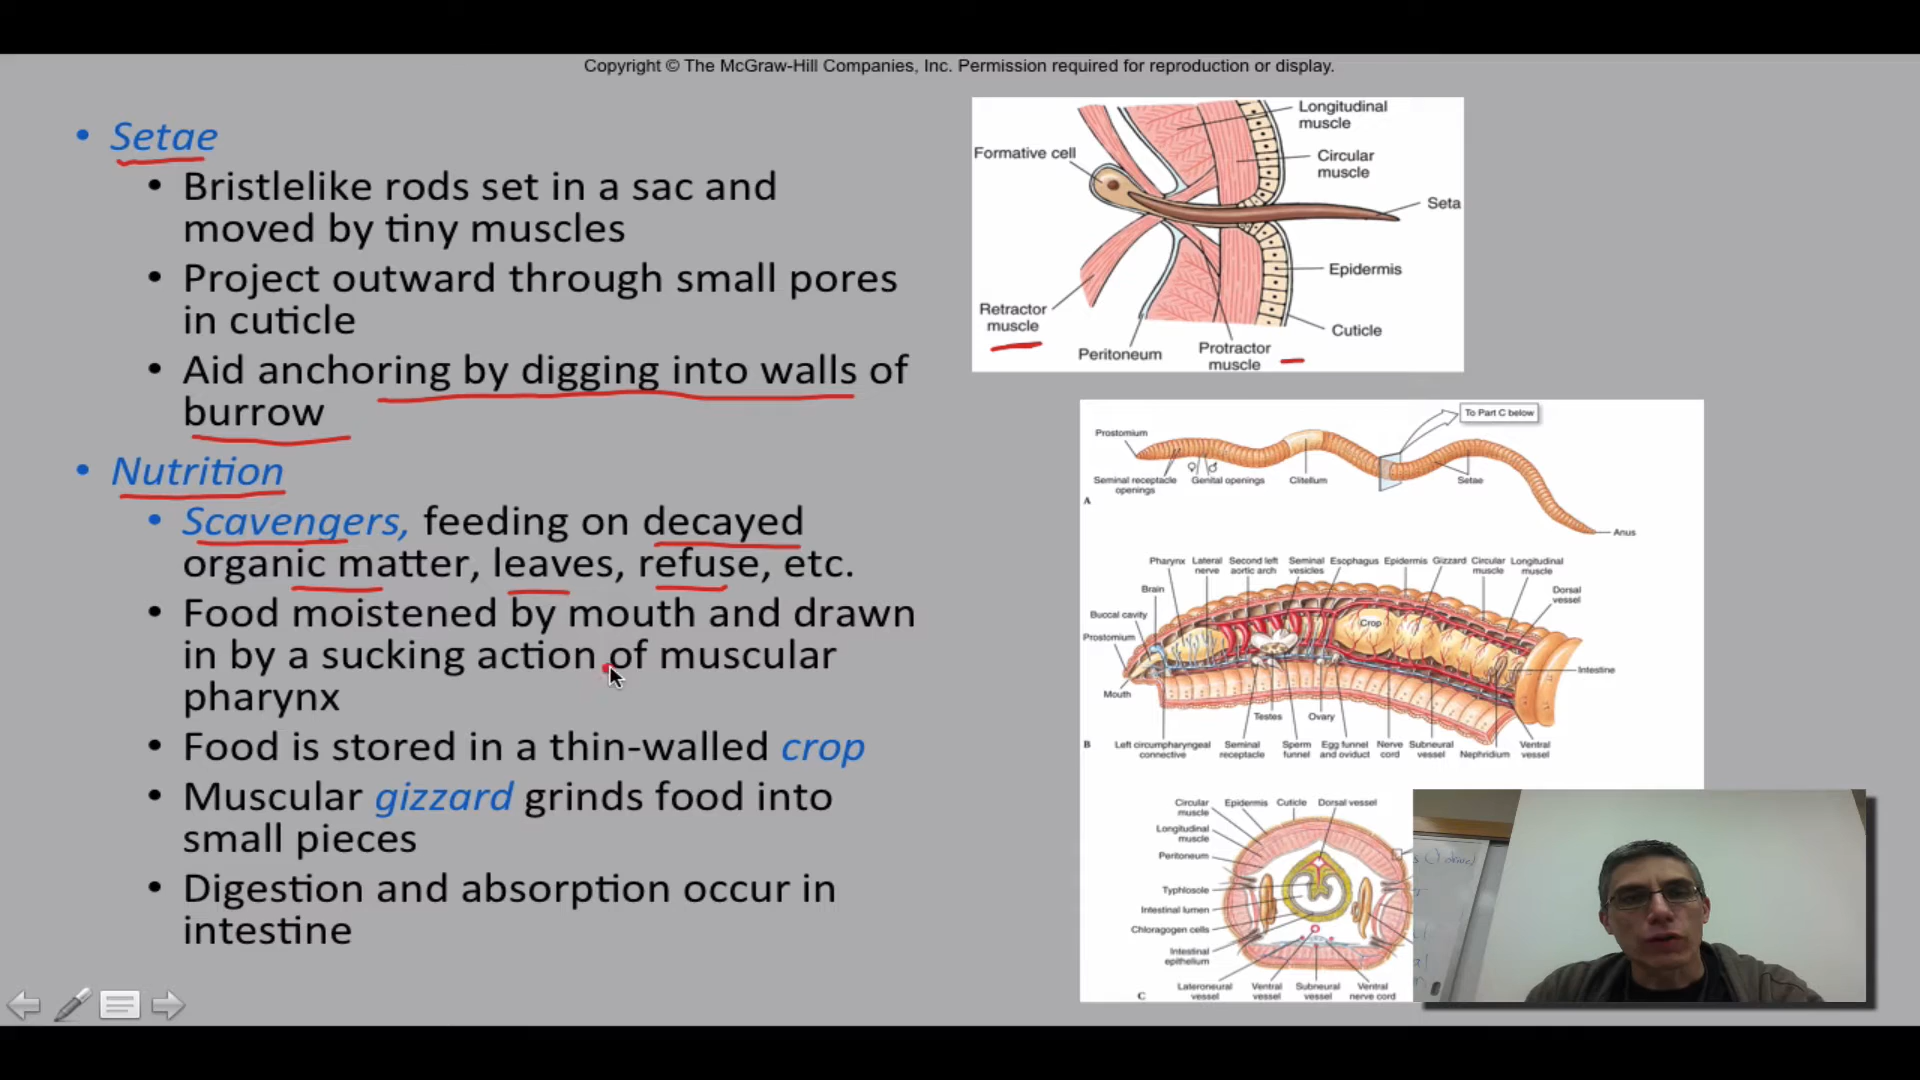 Copyright © The McGraw-Hill Companies, Inc. Permission required for reproduction or display.
• Setae
• Bristlelike rods set in a sac and
moved by tiny muscles
• Project outward through small pores
in cuticle
• Aid anchoring by digging into walls of
burrow
• Nutrition
• Scavengers, feeding on decayed
organic matter, leaves, refuse, etc.
• Food moistened by mouth and drawn
in by a sucking action of muscular
pharynx
• Food is stored in a thin-walled crop
• Muscular gizzard grinds food into
small pieces
• Digestion and absorption occur in
intestine
Longitudinal
muscle
Formative cell
Circular
muscle
Seta
Epidermis
Retractor
muscle
Cuticle
Peritoneum
Protractor
muscle
To Part C below
Prostomium
Seminal receptacle
openings
♀ ♂
Genital openings
Clitellum
Setae
A
Anus
Pharynx
Lateral
nerve
Second left
aortic arch
Seminal
vesicles
Esophagus
Epidermis
Gizzard
Circular
muscle
Longitudinal
muscle
Brain
Dorsal
vessel
Buccal cavity
Crop
Prostomium
Intestine
Mouth
Testes
Ovary
B
Left circumpharyngeal
connective
Seminal
receptacle
Sperm
funnel
Egg funnel
and oviduct
Nerve
cord
Subneural
vessel
Nephridium
Ventral
vessel
Circular
muscle
Epidermis
Cuticle
Dorsal vessel
Longitudinal
muscle
Peritoneum
Typhlosole
Intestinal lumen
Chloragogen cells
Intestinal
epithelium
C
Lateroneural
vessel
Ventral
vessel
Subneural
vessel
Ventral
nerve cord